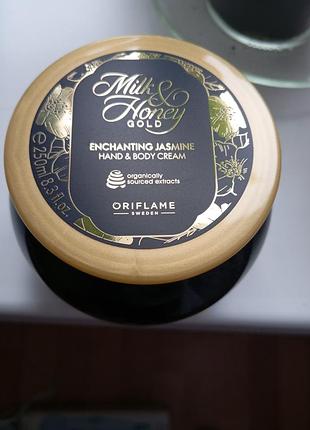 Milk &
Honey
GOLD
ENCHANTING JASMINE
HAND & BODY CREAM
organically
sourced extracts
ORIFLAME
SWEDEN
℮ 250ml 8.3 fl.oz.